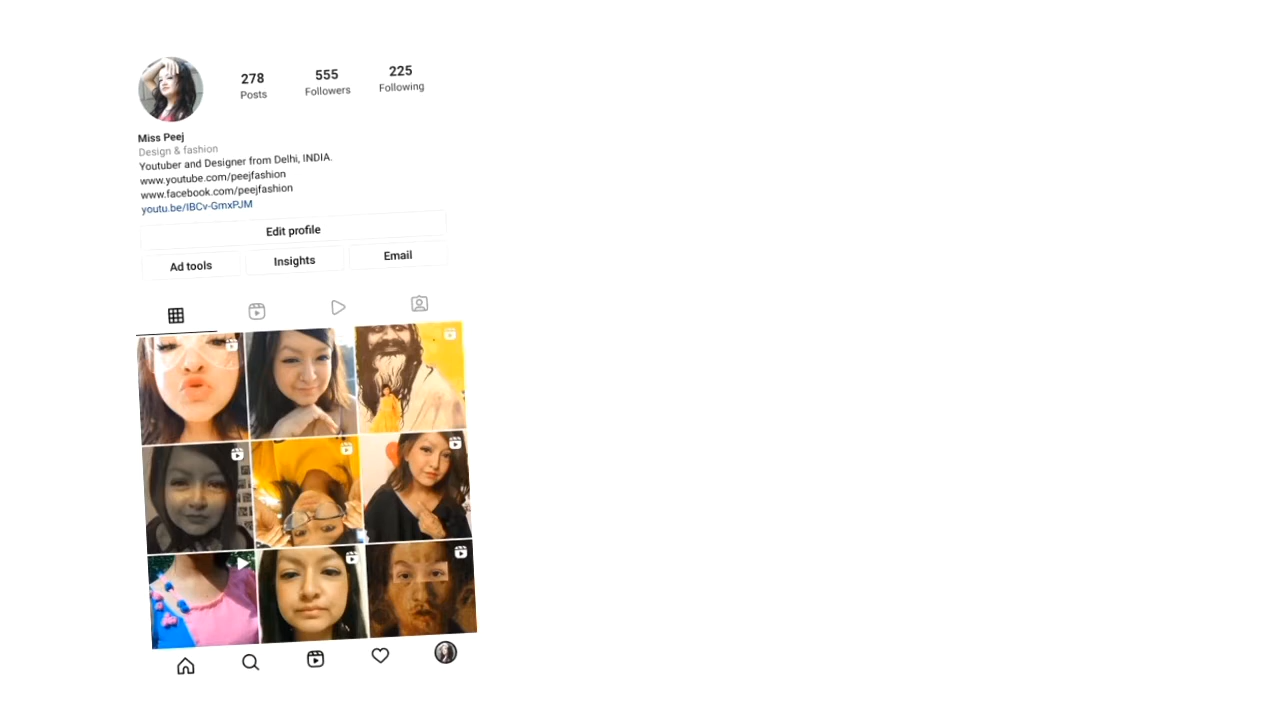 278 555 225
Posts Followers Following
Miss Peej
Design & fashion
Youtuber and Designer from Delhi, INDIA.
www.youtube.com/peejfashion
www.facebook.com/peejfashion
youtu.be/IBCv-GmxPJM
Edit profile
Ad tools Insights Email